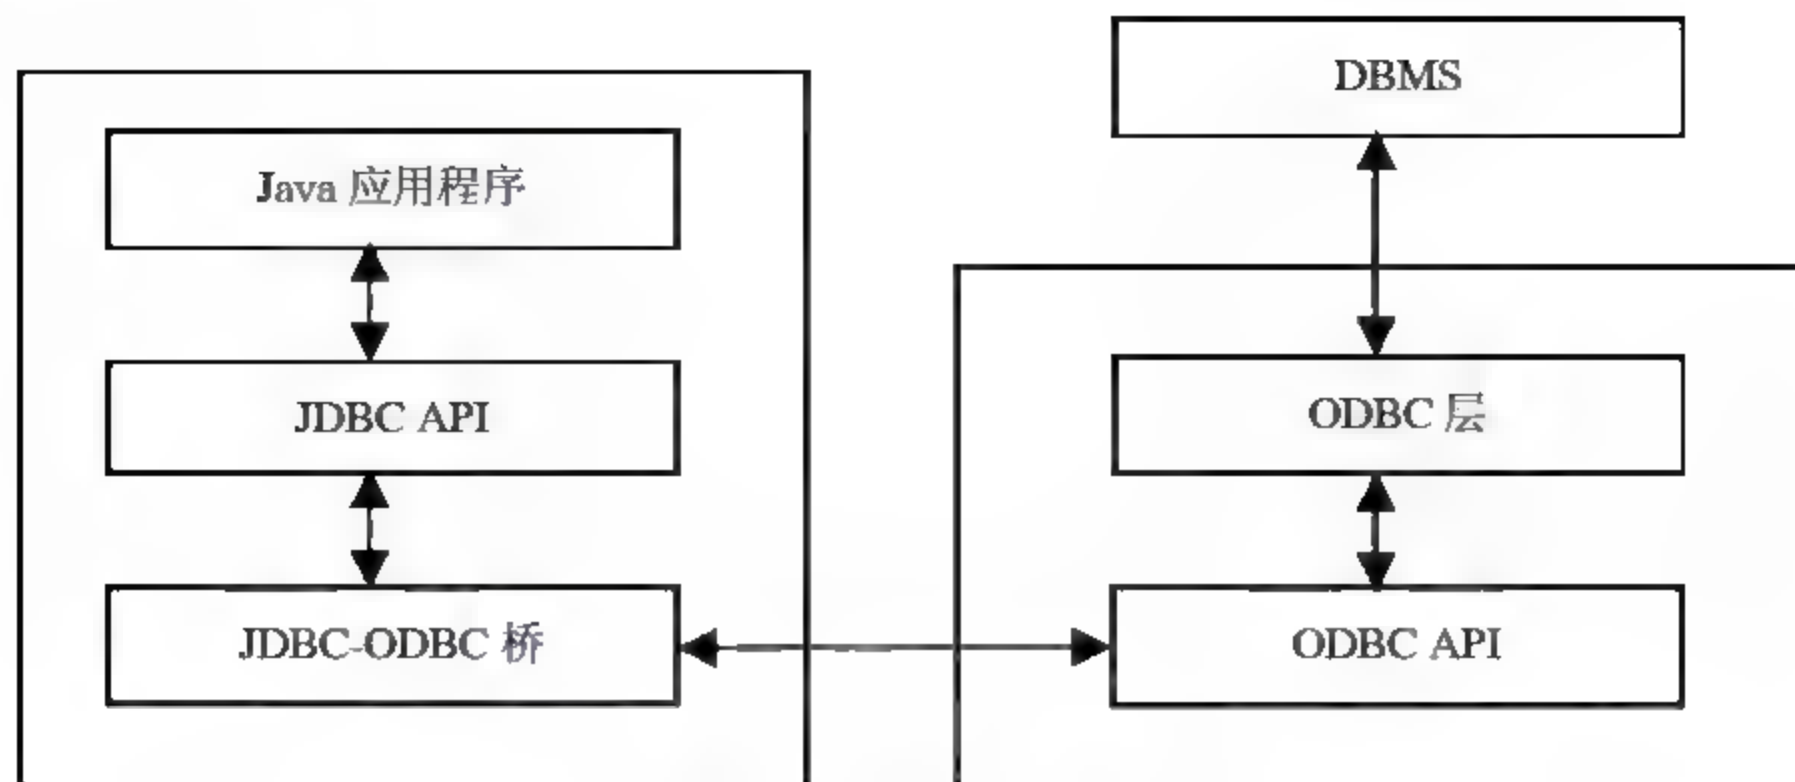 DBMS
Java 应用程序
JDBC API
ODBC 层
JDBC-ODBC 桥
ODBC API